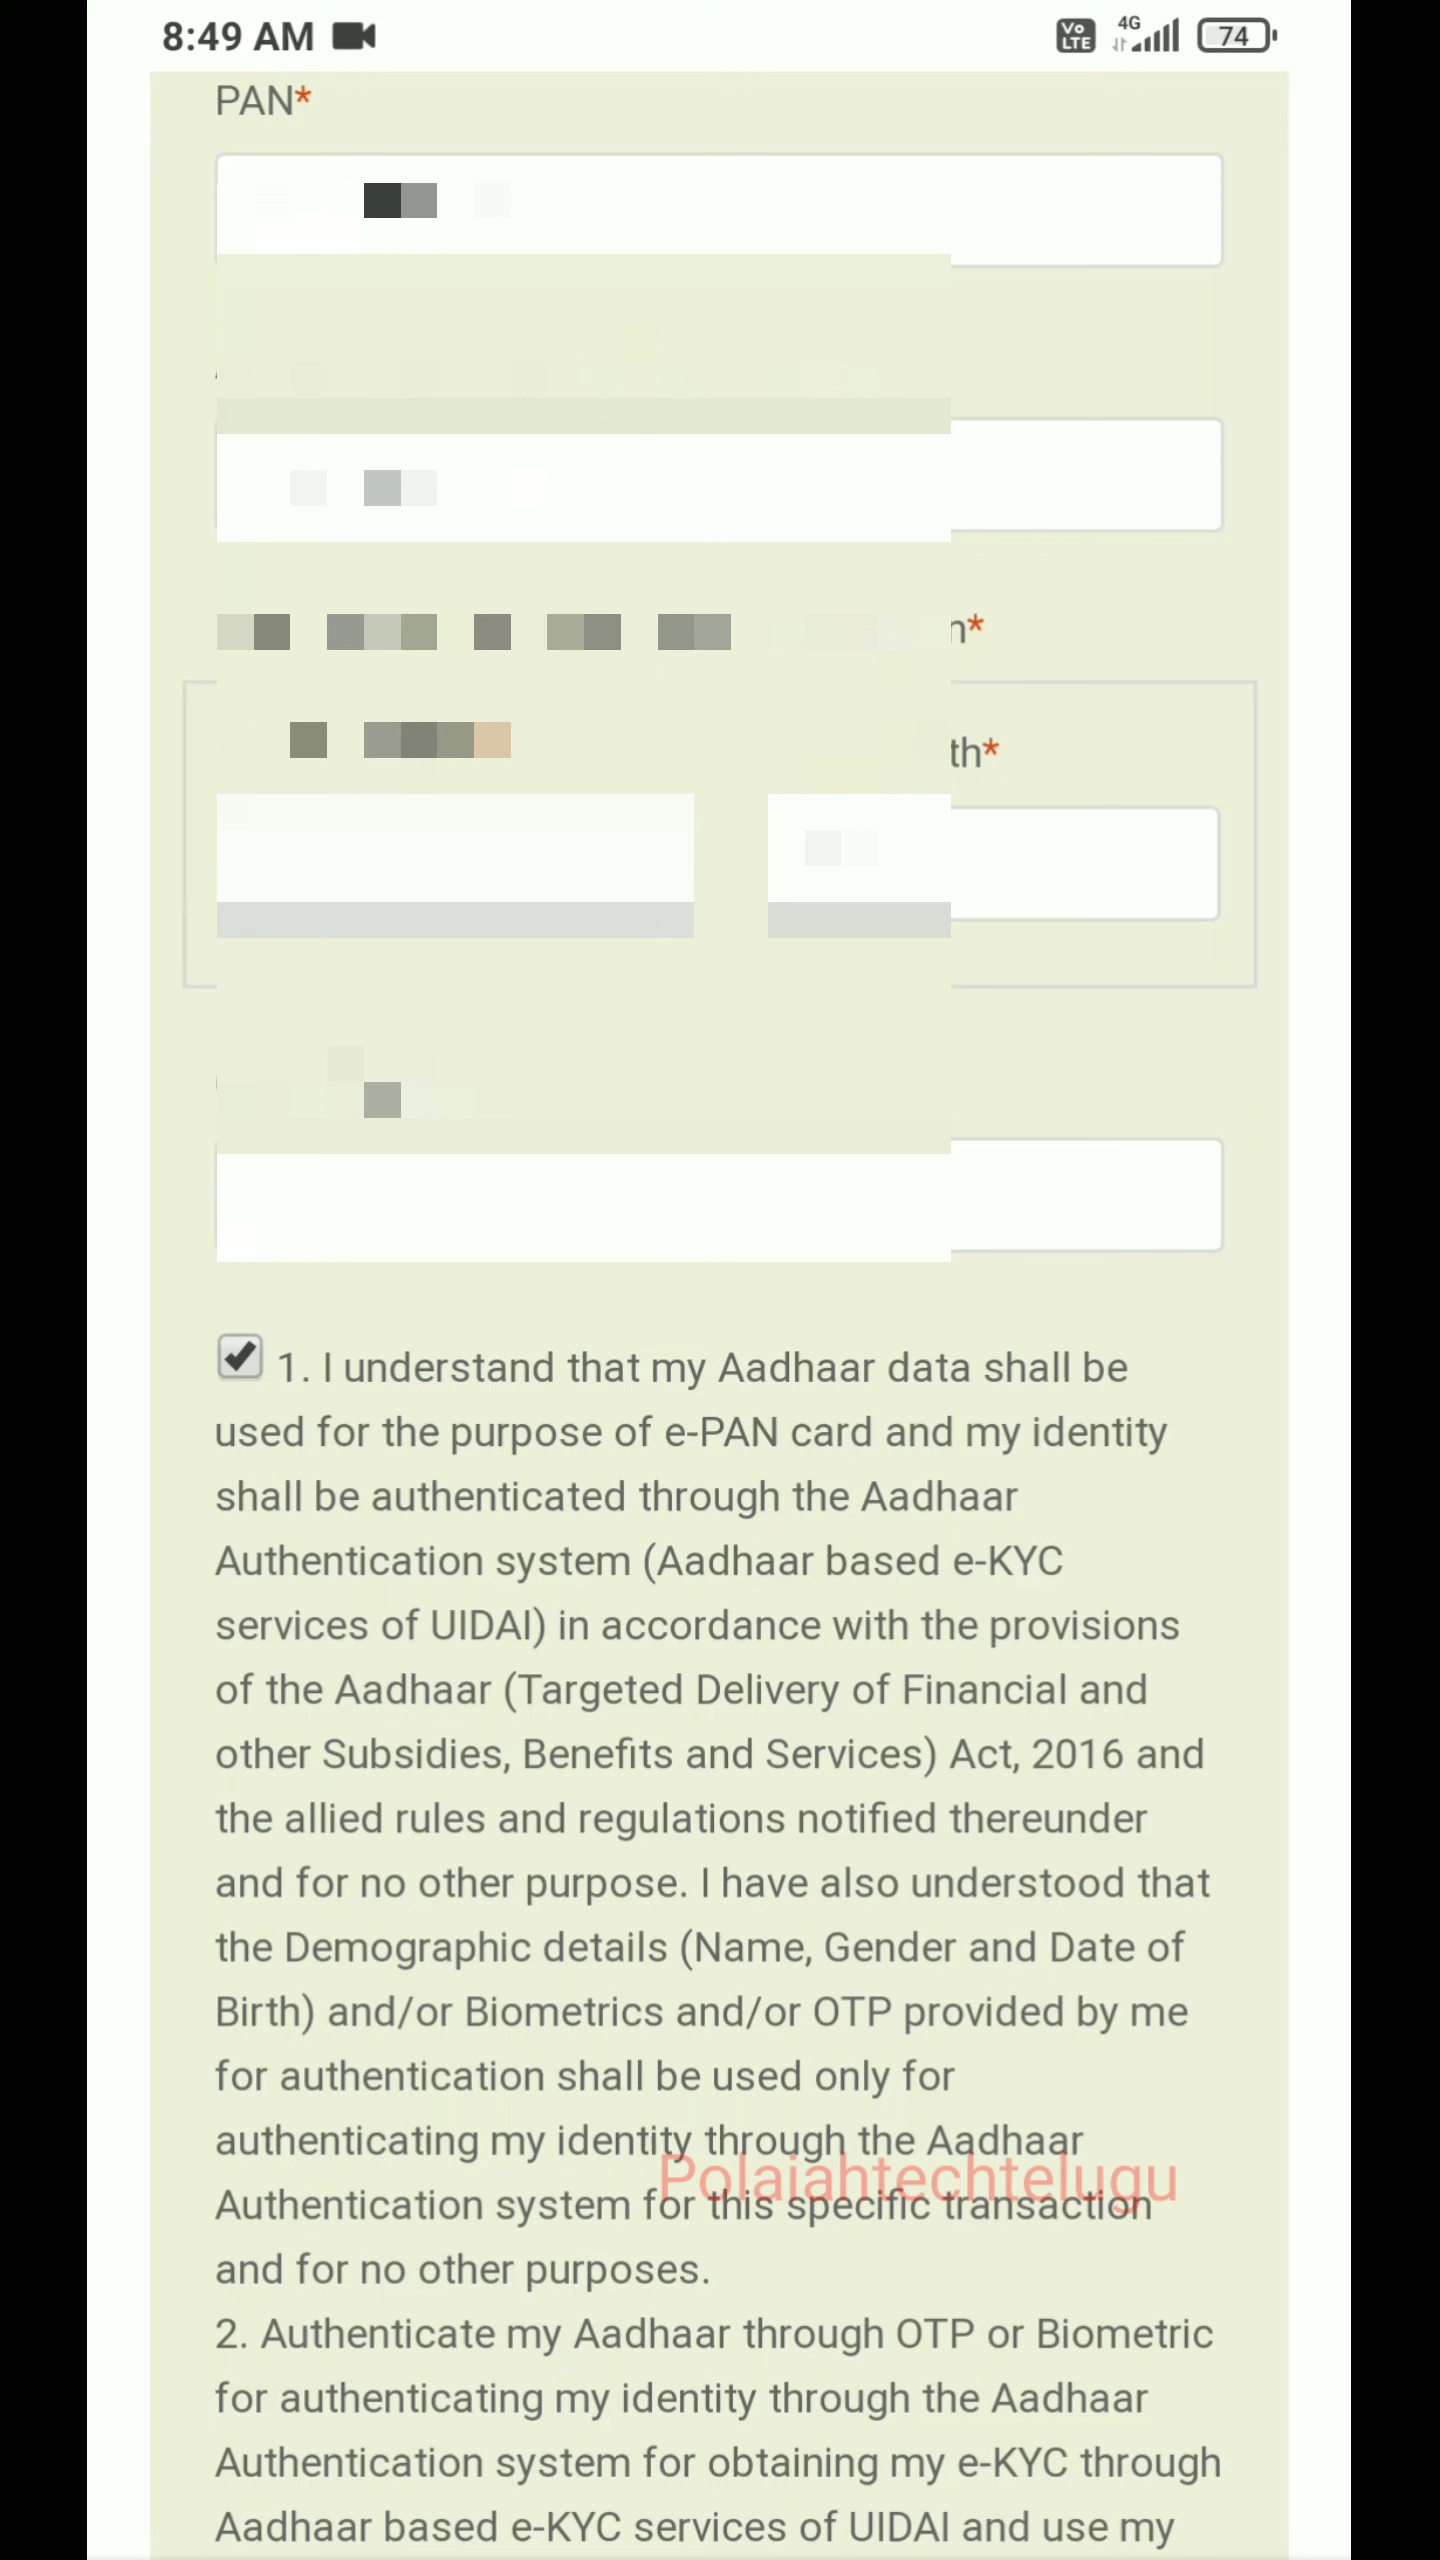 8:49 AM Vo LTE 4G 74
PAN*
n*
th*
1. I understand that my Aadhaar data shall be
used for the purpose of e-PAN card and my identity
shall be authenticated through the Aadhaar
Authentication system (Aadhaar based e-KYC
services of UIDAI) in accordance with the provisions
of the Aadhaar (Targeted Delivery of Financial and
other Subsidies, Benefits and Services) Act, 2016 and
the allied rules and regulations notified thereunder
and for no other purpose. I have also understood that
the Demographic details (Name, Gender and Date of
Birth) and/or Biometrics and/or OTP provided by me
for authentication shall be used only for
authenticating my identity through the Aadhaar
Polaiahtechtelugu
Authentication system for this specific transaction
and for no other purposes.
2. Authenticate my Aadhaar through OTP or Biometric
for authenticating my identity through the Aadhaar
Authentication system for obtaining my e-KYC through
Aadhaar based e-KYC services of UIDAI and use my